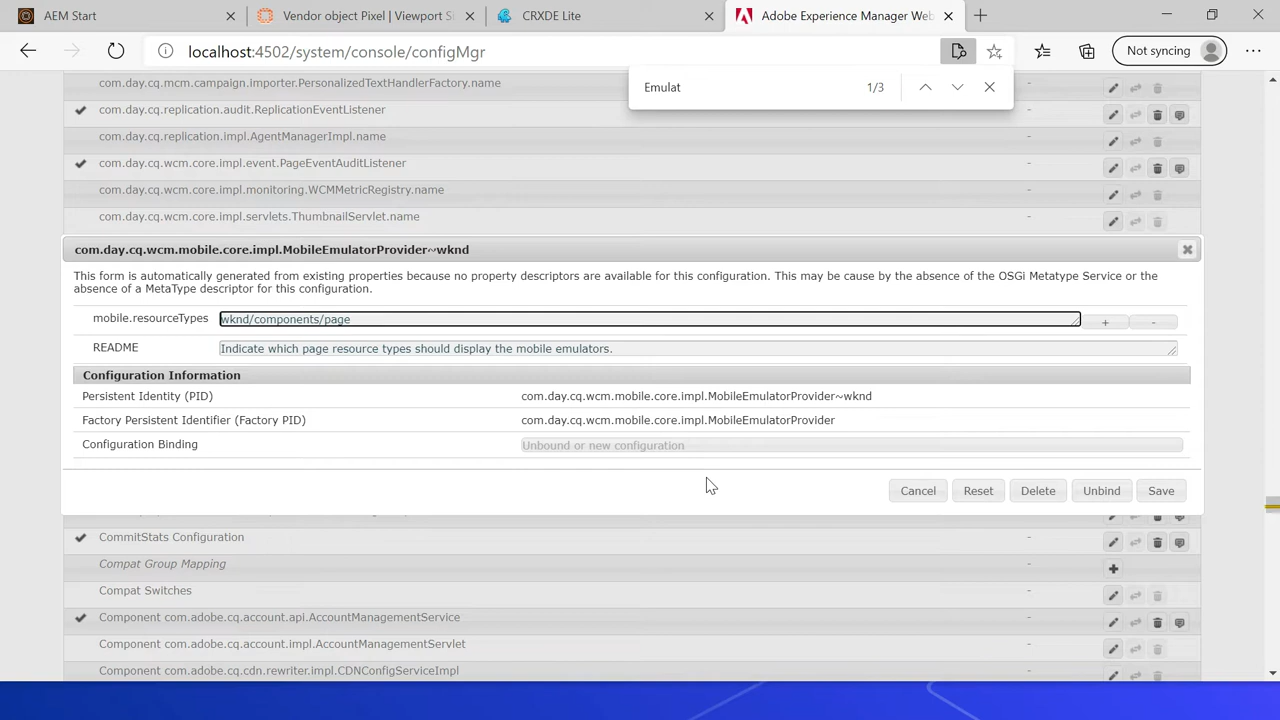 AEM Start
Vendor object Pixel | Viewport S
CRXDE Lite
Adobe Experience Manager Web
localhost:4502/system/console/configMgr
Not syncing
Emulat 1/3
com.day.cq.mcm.campaign.importer.PersonalizedTextHandlerFactory.name -
com.day.cq.replication.audit.ReplicationEventListener -
com.day.cq.replication.impl.AgentManagerImpl.name -
com.day.cq.wcm.core.impl.event.PageEventAuditListener -
com.day.cq.wcm.core.impl.monitoring.WCMMetricRegistry.name -
com.day.cq.wcm.core.impl.servlets.ThumbnailServlet.name -
com.day.cq.wcm.mobile.core.impl.MobileEmulatorProvider~wknd
This form is automatically generated from existing properties because no property descriptors are available for this configuration. This may be cause by the absence of the OSGi Metatype Service or the
absence of a MetaType descriptor for this configuration.
mobile.resourceTypes wknd/components/page + -
README Indicate which page resource types should display the mobile emulators.
Configuration Information
Persistent Identity (PID) com.day.cq.wcm.mobile.core.impl.MobileEmulatorProvider~wknd
Factory Persistent Identifier (Factory PID) com.day.cq.wcm.mobile.core.impl.MobileEmulatorProvider
Configuration Binding Unbound or new configuration
Cancel Reset Delete Unbind Save
CommitStats Configuration -
Compat Group Mapping
Compat Switches -
Component com.adobe.cq.account.api.AccountManagementService -
Component com.adobe.cq.account.impl.AccountManagementServlet -
Component com.adobe.cq.cdn.rewriter.impl.CDNConfigServiceImpl -